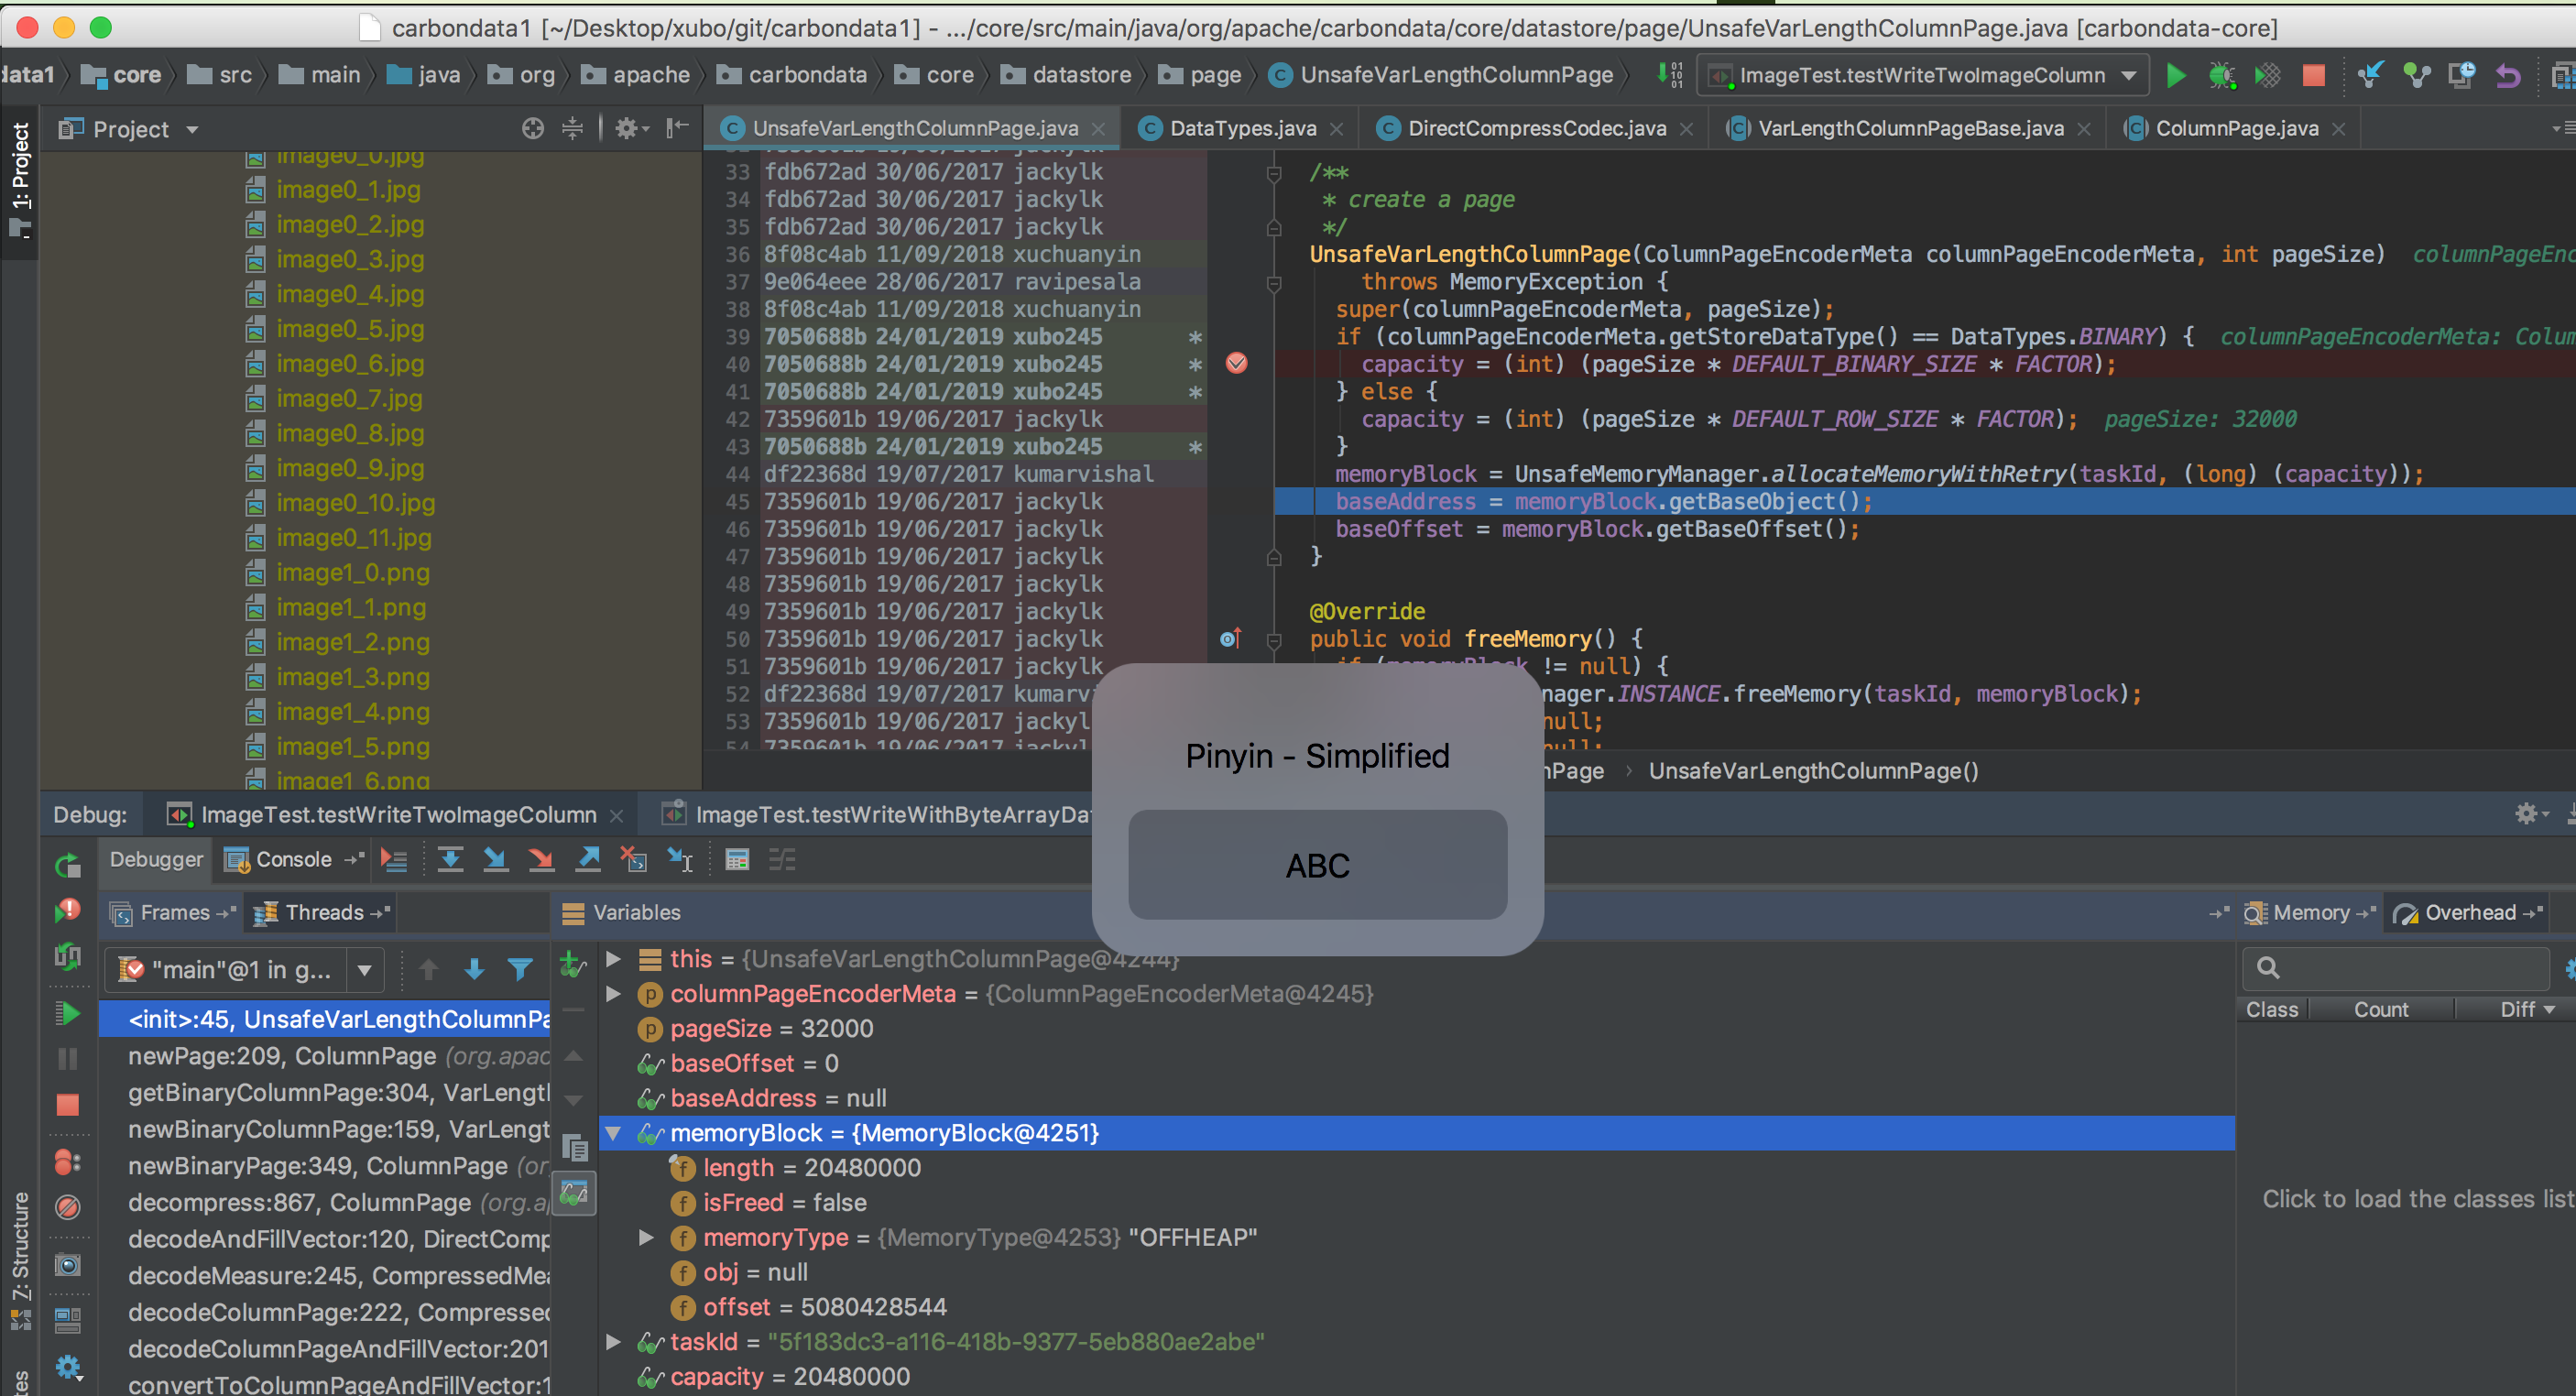 carbondata1 [~/Desktop/xubo/git/carbondata1] - .../core/src/main/java/org/apache/carbondata/core/datastore/page/UnsafeVarLengthColumnPage.java [carbondata-core]
data1 core src main java org apache carbondata core datastore page UnsafeVarLengthColumnPage ImageTest.testWriteTwoImageColumn
1: Project
Project
image0_0.jpg
image0_1.jpg
image0_2.jpg
image0_3.jpg
image0_4.jpg
image0_5.jpg
image0_6.jpg
image0_7.jpg
image0_8.jpg
image0_9.jpg
image0_10.jpg
image0_11.jpg
image1_0.png
image1_1.png
image1_2.png
image1_3.png
image1_4.png
image1_5.png
image1_6.png
UnsafeVarLengthColumnPage.java DataTypes.java DirectCompressCodec.java VarLengthColumnPageBase.java ColumnPage.java
33 fdb672ad 30/06/2017 jackylk /**
34 fdb672ad 30/06/2017 jackylk * create a page
35 fdb672ad 30/06/2017 jackylk */
36 8f08c4ab 11/09/2018 xuchuanyin UnsafeVarLengthColumnPage(ColumnPageEncoderMeta columnPageEncoderMeta, int pageSize) columnPageEnc
37 9e064eee 28/06/2017 ravipesala throws MemoryException {
38 8f08c4ab 11/09/2018 xuchuanyin super(columnPageEncoderMeta, pageSize);
39 7050688b 24/01/2019 xubo245 * if (columnPageEncoderMeta.getStoreDataType() == DataTypes.BINARY) { columnPageEncoderMeta: Colum
40 7050688b 24/01/2019 xubo245 * capacity = (int) (pageSize * DEFAULT_BINARY_SIZE * FACTOR);
41 7050688b 24/01/2019 xubo245 * } else {
42 7359601b 19/06/2017 jackylk capacity = (int) (pageSize * DEFAULT_ROW_SIZE * FACTOR); pageSize: 32000
43 7050688b 24/01/2019 xubo245 * }
44 df22368d 19/07/2017 kumarvishal memoryBlock = UnsafeMemoryManager.allocateMemoryWithRetry(taskId, (long) (capacity));
45 7359601b 19/06/2017 jackylk baseAddress = memoryBlock.getBaseObject();
46 7359601b 19/06/2017 jackylk baseOffset = memoryBlock.getBaseOffset();
47 7359601b 19/06/2017 jackylk }
48 7359601b 19/06/2017 jackylk
49 7359601b 19/06/2017 jackylk @Override
50 7359601b 19/06/2017 jackylk public void freeMemory() {
51 7359601b 19/06/2017 jackylk if (memoryBlock != null) {
52 df22368d 19/07/2017 kumarvi nager.INSTANCE.freeMemory(taskId, memoryBlock);
53 7359601b 19/06/2017 jackyl null;
54 7359601b 19/06/2017 jackyl null;
nPage UnsafeVarLengthColumnPage()
Pinyin - Simplified
ABC
Debug: ImageTest.testWriteTwoImageColumn ImageTest.testWriteWithByteArrayDat
Debugger Console
Frames Threads Variables Memory Overhead
"main"@1 in g...
<init>:45, UnsafeVarLengthColumnPa
newPage:209, ColumnPage (org.apac
getBinaryColumnPage:304, VarLengtl
newBinaryColumnPage:159, VarLengt
newBinaryPage:349, ColumnPage (or
decompress:867, ColumnPage (org.a
decodeAndFillVector:120, DirectComp
decodeMeasure:245, CompressedMea
decodeColumnPage:222, Compressed
decodeColumnPageAndFillVector:201
convertToColumnPageAndFillVector:1
this = {UnsafeVarLengthColumnPage@4244}
columnPageEncoderMeta = {ColumnPageEncoderMeta@4245}
pageSize = 32000
baseOffset = 0
baseAddress = null
memoryBlock = {MemoryBlock@4251}
length = 20480000
isFreed = false
memoryType = {MemoryType@4253} "OFFHEAP"
obj = null
offset = 5080428544
taskId = "5f183dc3-a116-418b-9377-5eb880ae2abe"
capacity = 20480000
Class Count Diff
Click to load the classes list
Z: Structure